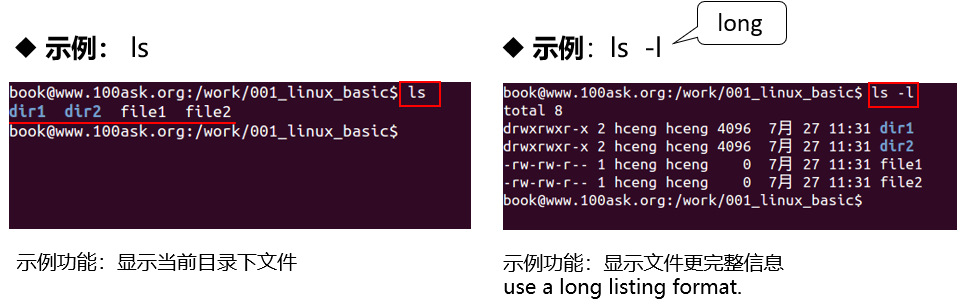 ◆ 示例： ls
book@www.100ask.org:/work/001_linux_basic$ ls
dir1  dir2  file1  file2
book@www.100ask.org:/work/001_linux_basic$
示例功能：显示当前目录下文件
long
◆ 示例：ls -l
book@www.100ask.org:/work/001_linux_basic$ ls -l
total 8
drwxrwxr-x 2 hceng hceng 4096  7月 27 11:31 dir1
drwxrwxr-x 2 hceng hceng 4096  7月 27 11:31 dir2
-rw-rw-r-- 1 hceng hceng    0  7月 27 11:31 file1
-rw-rw-r-- 1 hceng hceng    0  7月 27 11:31 file2
book@www.100ask.org:/work/001_linux_basic$
示例功能：显示文件更完整信息
use a long listing format.